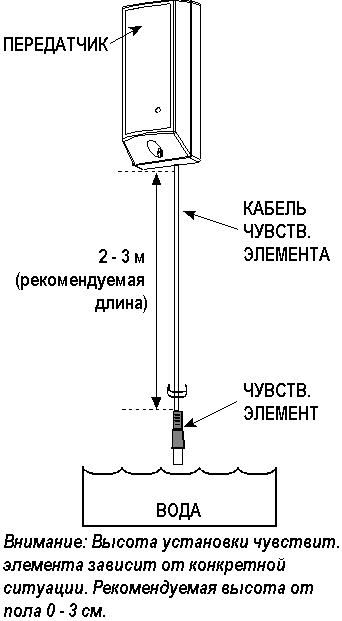 ПЕРЕДАТЧИК
КАБЕЛЬ
ЧУВСТВ.
ЭЛЕМЕНТА
2 - 3 м
(рекомендуемая
длина)
ЧУВСТВ.
ЭЛЕМЕНТ
ВОДА
Внимание: Высота установки чувствит.
элемента зависит от конкретной
ситуации. Рекомендуемая высота от
пола 0 - 3 см.